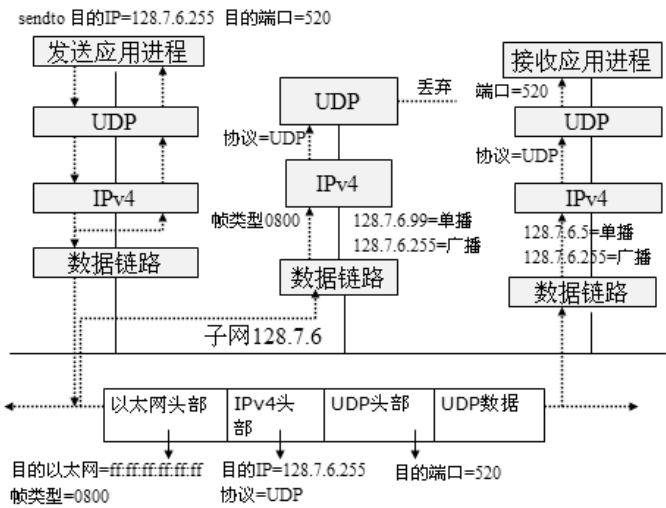 sendto 目的IP=128.7.6.255 目的端口=520
发送应用进程
UDP
IPv4
数据链路
UDP
丢弃
协议=UDP
IPv4
帧类型0800
128.7.6.99=单播
128.7.6.255=广播
数据链路
接收应用进程
端口=520
UDP
协议=UDP
IPv4
128.7.6.5=单播
128.7.6.255=广播
数据链路
子网128.7.6
以太网头部
IPv4头部
UDP头部
UDP数据
目的以太网=ff:ff:ff:ff:ff:ff
帧类型=0800
目的IP=128.7.6.255
协议=UDP
目的端口=520